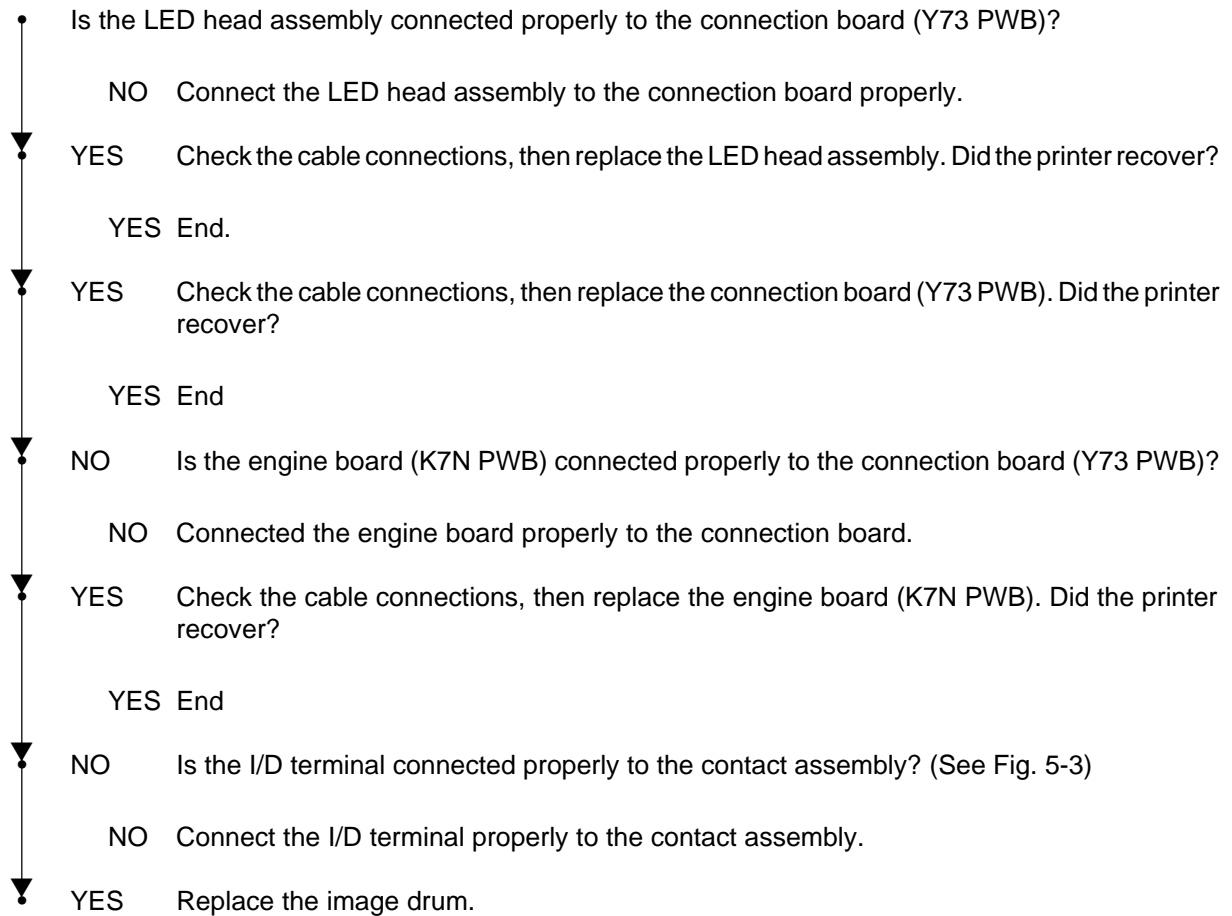 Is the LED head assembly connected properly to the connection board (Y73 PWB)?
NO Connect the LED head assembly to the connection board properly.
YES Check the cable connections, then replace the LED head assembly. Did the printer recover?
YES End.
YES Check the cable connections, then replace the connection board (Y73 PWB). Did the printer
recover?
YES End
NO Is the engine board (K7N PWB) connected properly to the connection board (Y73 PWB)?
NO Connected the engine board properly to the connection board.
YES Check the cable connections, then replace the engine board (K7N PWB). Did the printer
recover?
YES End
NO Is the I/D terminal connected properly to the contact assembly? (See Fig. 5-3)
NO Connect the I/D terminal properly to the contact assembly.
YES Replace the image drum.